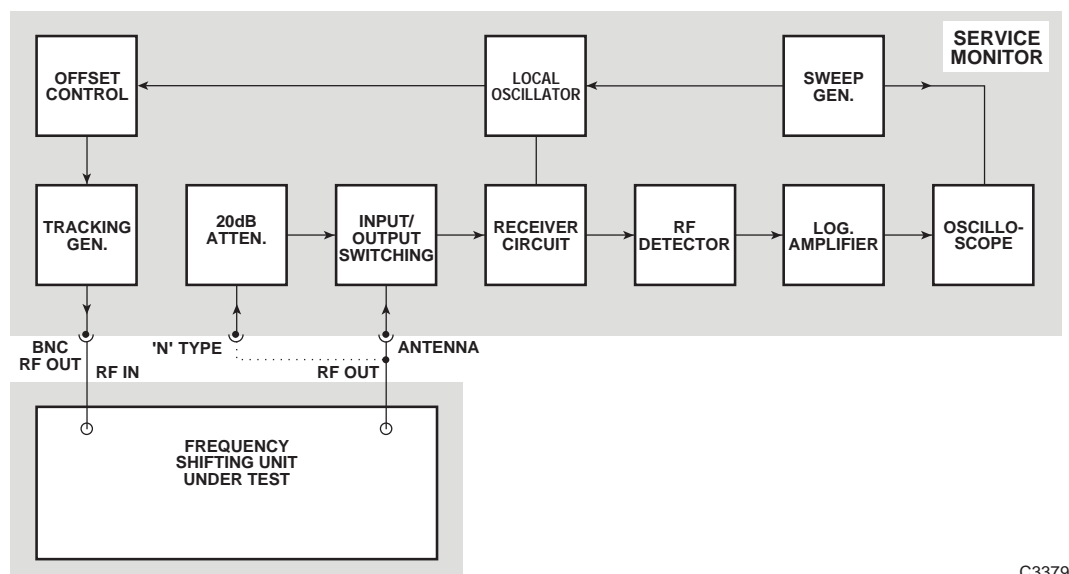 SERVICE
MONITOR
OFFSET
CONTROL
LOCAL
OSCILLATOR
SWEEP
GEN.
TRACKING
GEN.
20dB
ATTEN.
INPUT/
OUTPUT
SWITCHING
RECEIVER
CIRCUIT
RF
DETECTOR
LOG.
AMPLIFIER
OSCILLO-
SCOPE
BNC
RF OUT
'N' TYPE
ANTENNA
RF IN
RF OUT
FREQUENCY
SHIFTING UNIT
UNDER TEST
C3379